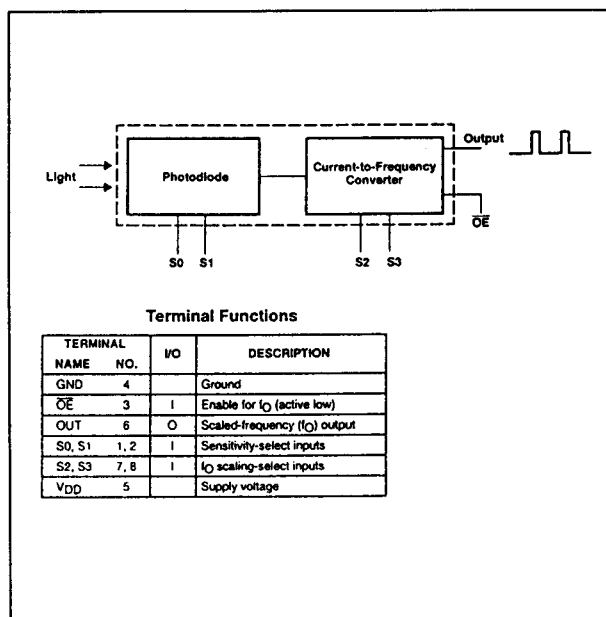 Light
Photodiode
Current-to-Frequency
Converter
Output
OE
S0 S1
S2 S3
Terminal Functions
TERMINAL I/O DESCRIPTION
NAME NO.
GND 4 Ground
OE 3 I Enable for fO (active low)
OUT 6 O Scaled-frequency (fO) output
S0, S1 1, 2 I Sensitivity-select inputs
S2, S3 7, 8 I fO scaling-select inputs
VDD 5 Supply voltage